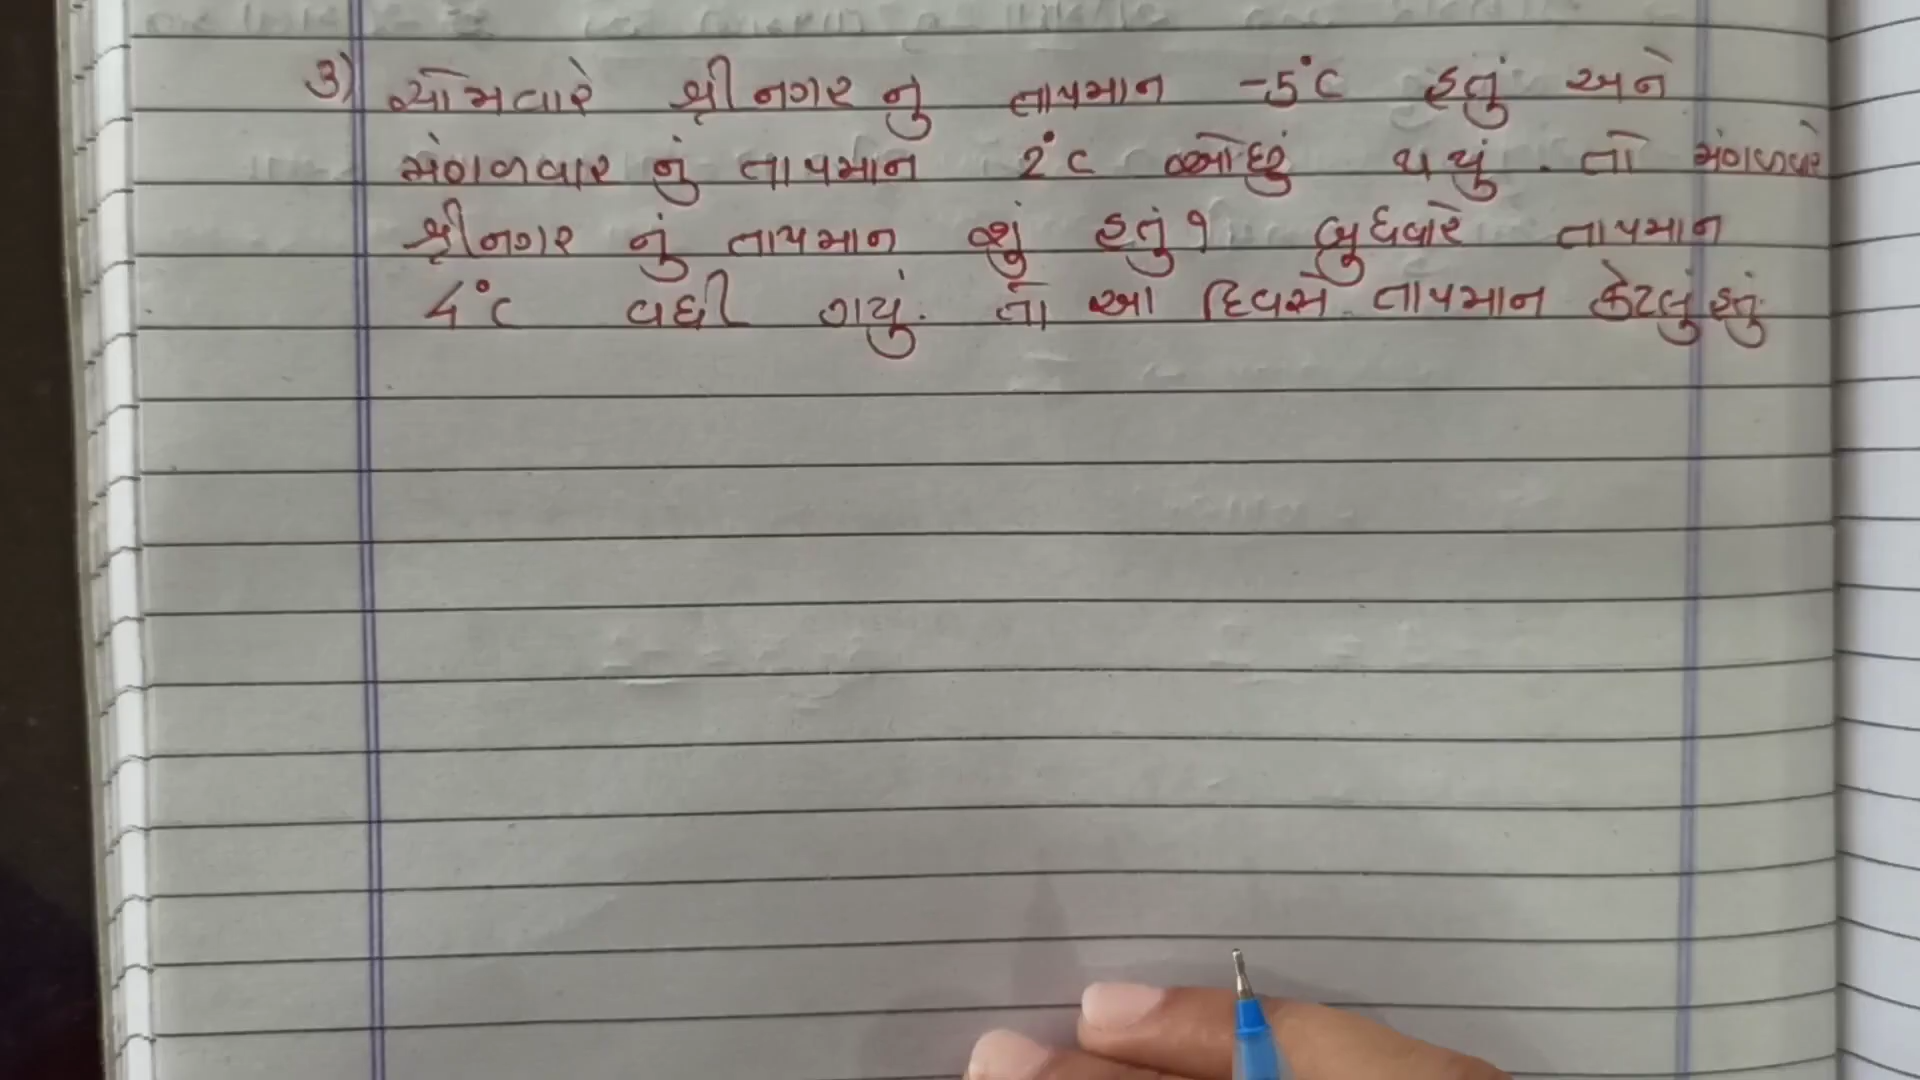 3) સોમવારે શ્રીનગર નુ તાપમાન -5°C હતું અને
મંગળવાર નું તાપમાન 2°C ઓછું થયું. તો મંગળવારે
શ્રીનગર નું તાપમાન શું હતું? બુધવારે તાપમાન
4°C વધી ગયું. તો આ દિવસે તાપમાન કેટલું હતું.